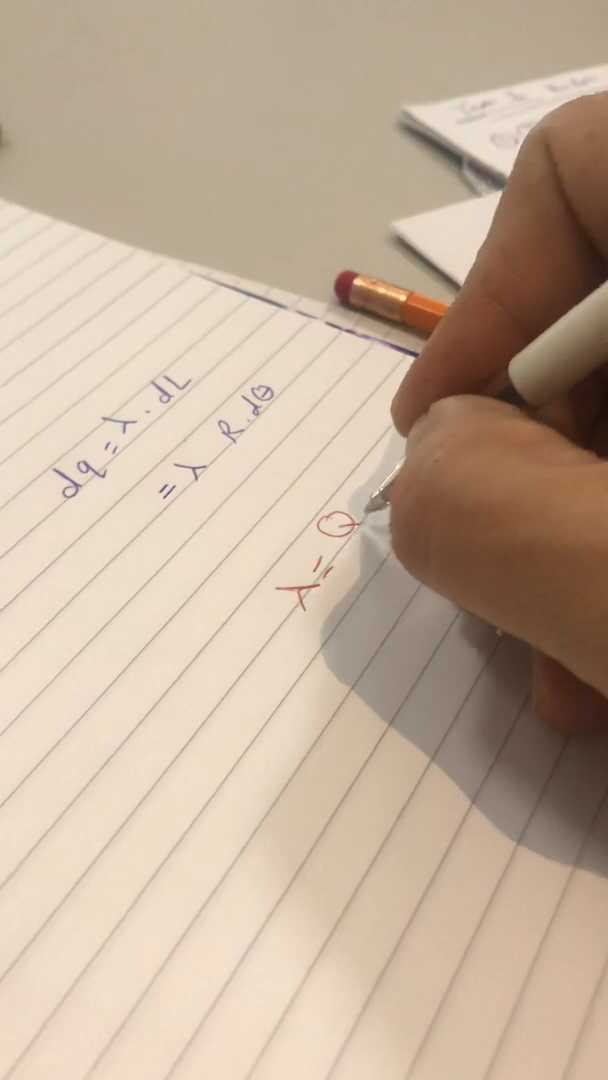 dq = λ . dL
= λ R . dθ
λ = Q